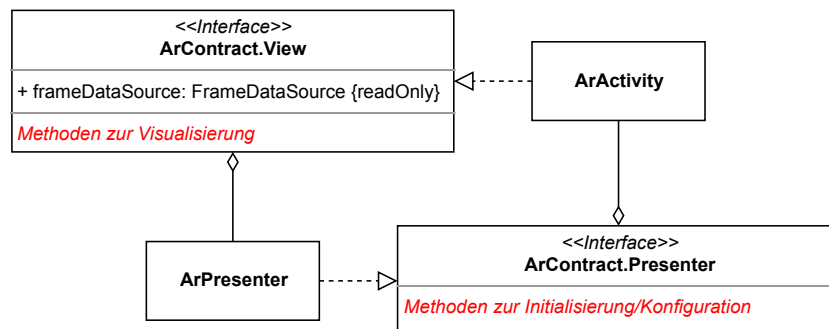 <<Interface>>
ArContract.View
+ frameDataSource: FrameDataSource {readOnly}
Methoden zur Visualisierung
ArActivity
ArPresenter
<<Interface>>
ArContract.Presenter
Methoden zur Initialisierung/Konfiguration